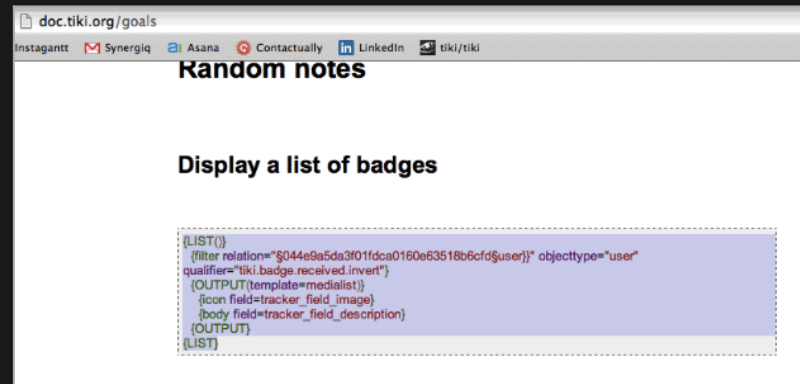 doc.tiki.org/goals
Instagantt Synergiq Asana Contactually LinkedIn tiki/tiki
Random notes
Display a list of badges
{LIST()}
{filter relation="§044e9a5da3f01fdca0160e63518b6cfd§user}}" objecttype="user"
qualifier="tiki.badge.received.invert"}
{OUTPUT(template=medialist)}
{icon field=tracker_field_image}
{body field=tracker_field_description}
{OUTPUT}
{LIST}